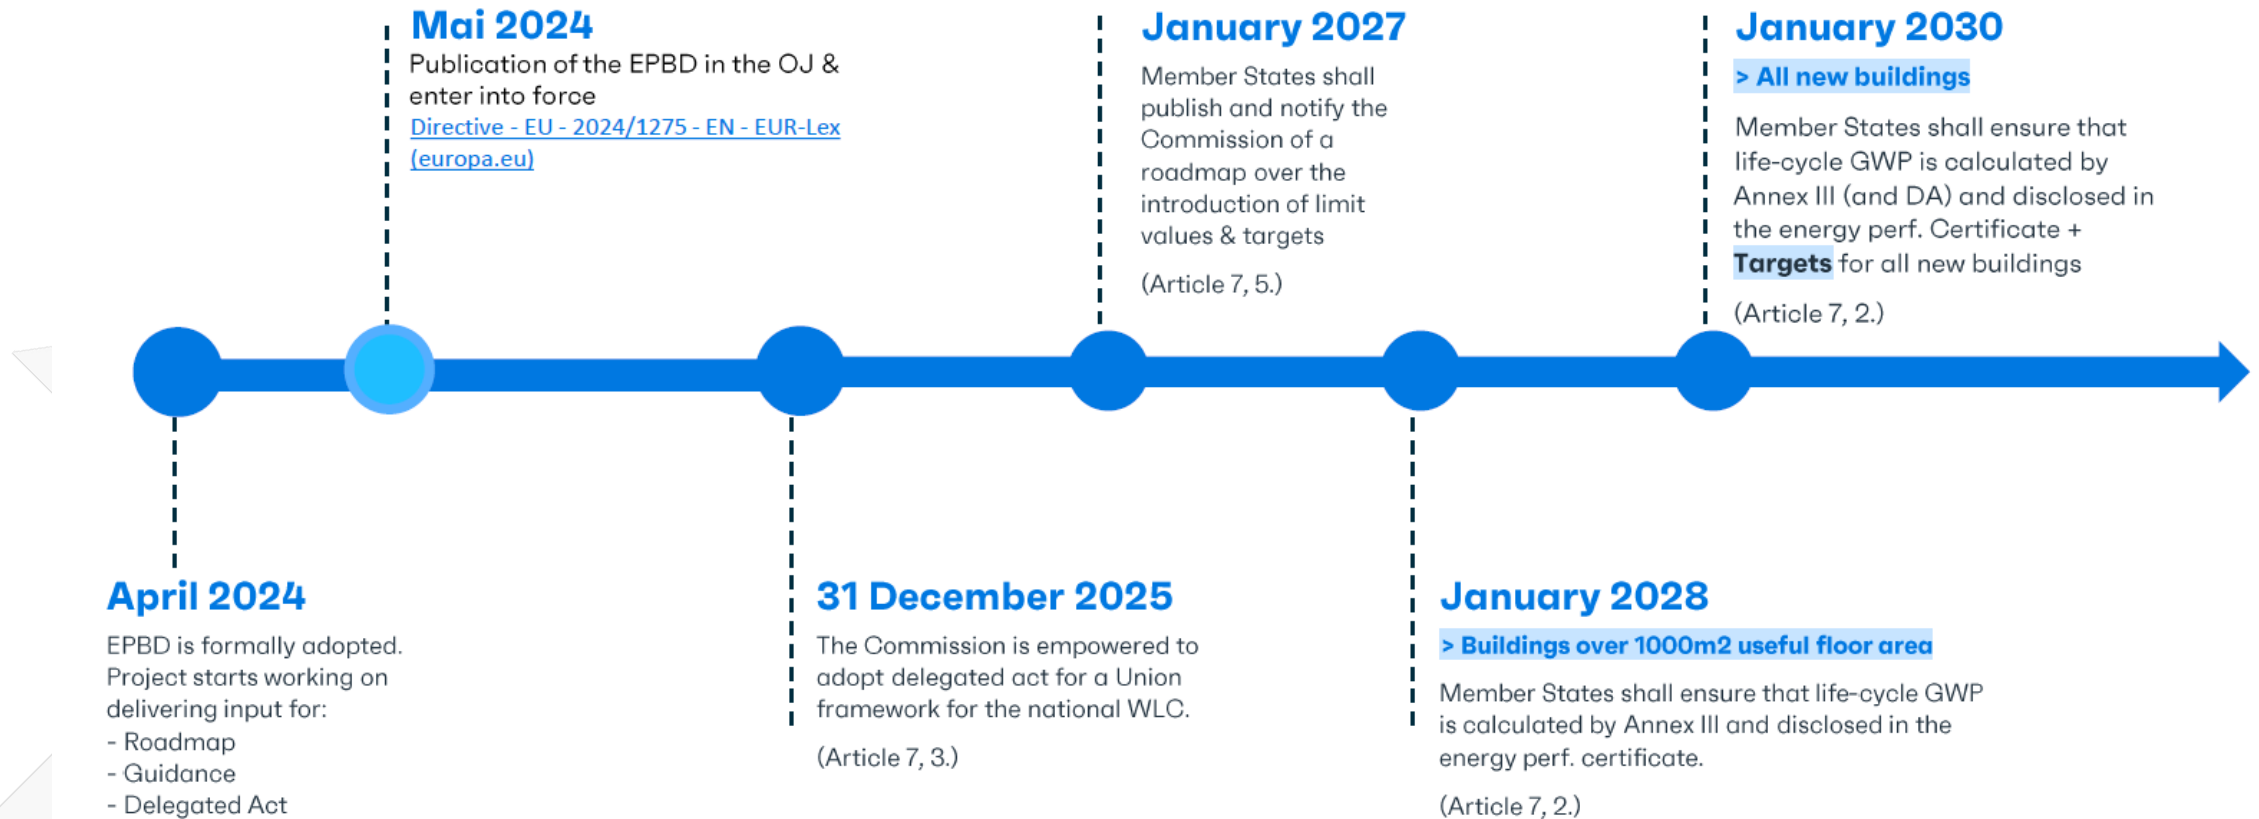 Mai 2024
Publication of the EPBD in the OJ &
enter into force
Directive - EU - 2024/1275 - EN - EUR-Lex
(europa.eu)
January 2027
Member States shall
publish and notify the
Commission of a
roadmap over the
introduction of limit
values & targets
(Article 7, 5.)
January 2030
> All new buildings
Member States shall ensure that
life-cycle GWP is calculated by
Annex III (and DA) and disclosed in
the energy perf. Certificate +
Targets for all new buildings
(Article 7, 2.)
April 2024
EPBD is formally adopted.
Project starts working on
delivering input for:
- Roadmap
- Guidance
- Delegated Act
31 December 2025
The Commission is empowered to
adopt delegated act for a Union
framework for the national WLC.
(Article 7, 3.)
January 2028
> Buildings over 1000m2 useful floor area
Member States shall ensure that life-cycle GWP
is calculated by Annex III and disclosed in the
energy perf. certificate.
(Article 7, 2.)